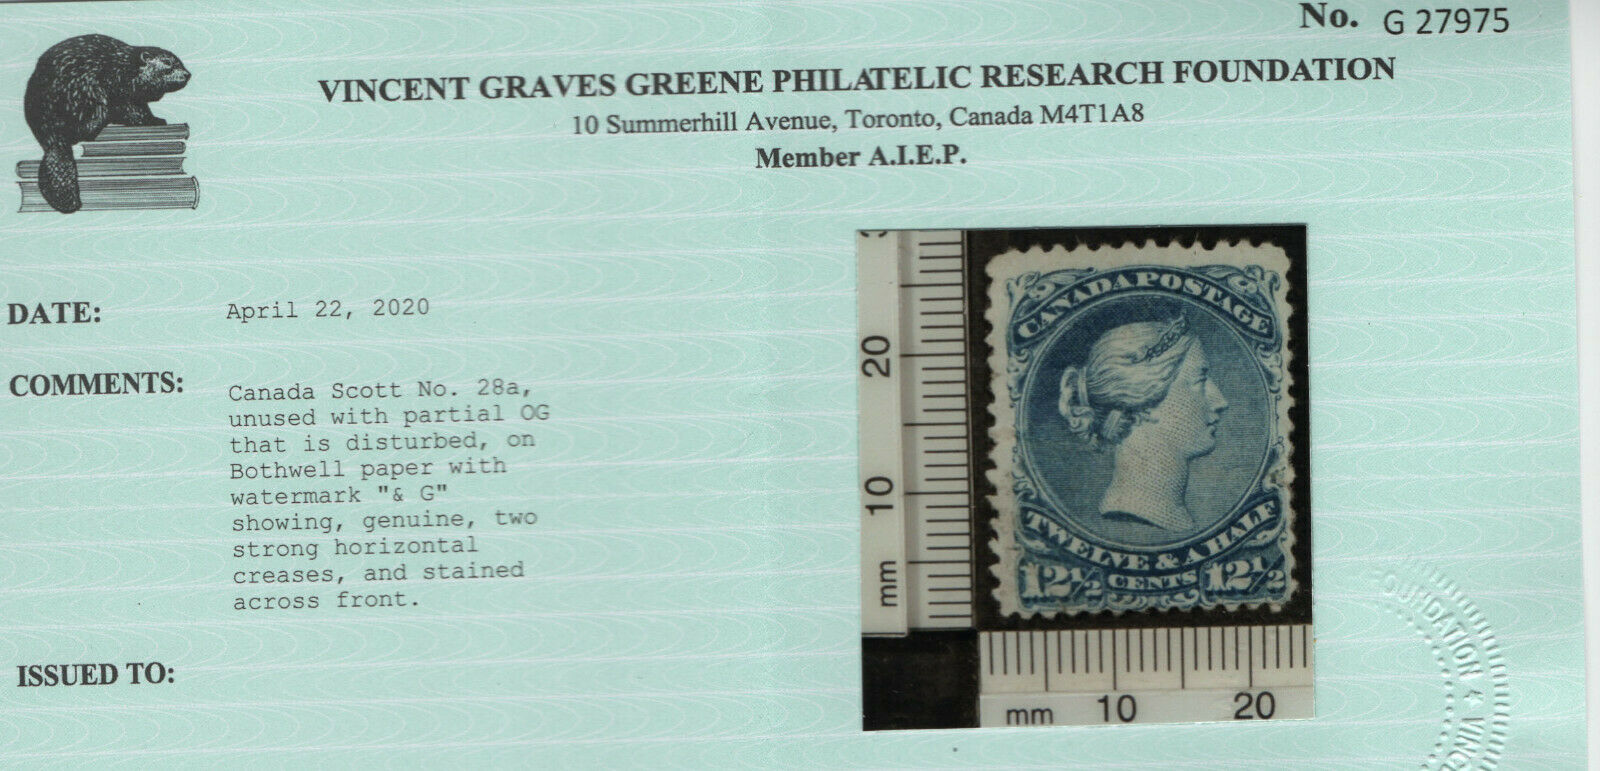 No. G 27975
VINCENT GRAVES GREENE PHILATELIC RESEARCH FOUNDATION
10 Summerhill Avenue, Toronto, Canada M4T1A8
Member A.I.E.P.
DATE: April 22, 2020
COMMENTS: Canada Scott No. 28a,
unused with partial OG
that is disturbed, on
Bothwell paper with
watermark "& G"
showing, genuine, two
strong horizontal
creases, and stained
across front.
ISSUED TO:
20
10
mm
CANADA POSTAGE
TWELVE & A HALF
12½ CENTS 12½
mm 10 20
OUNDATION * VINC